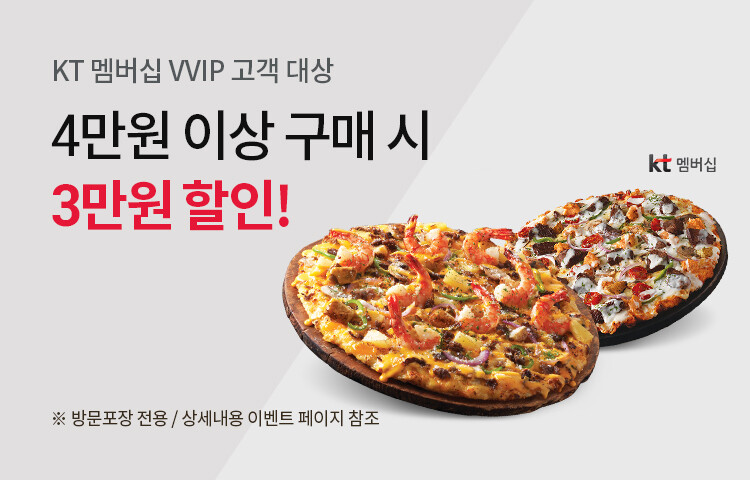 KT 멤버십 VVIP 고객 대상
4만원 이상 구매 시
3만원 할인!
kt 멤버십
※ 방문포장 전용 / 상세내용 이벤트 페이지 참조